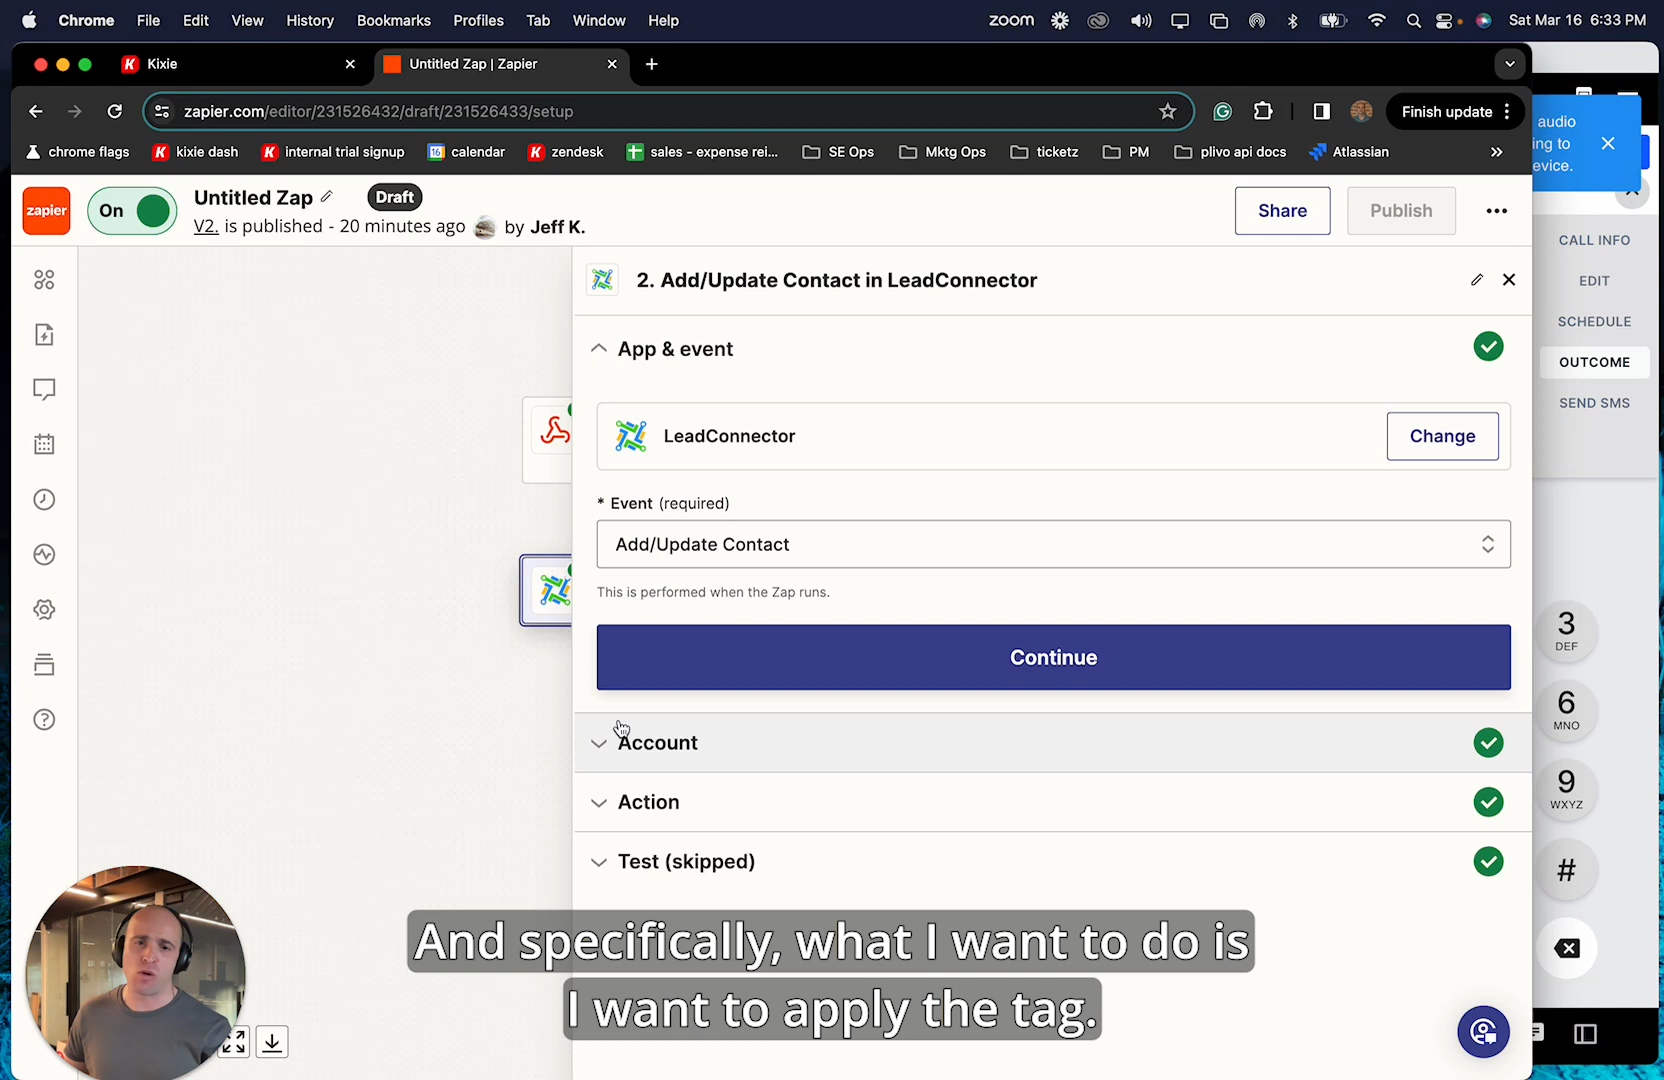 Chrome File Edit View History Bookmarks Profiles Tab Window Help
zoom Sat Mar 16 6:33 PM
Kixie
Untitled Zap | Zapier
zapier.com/editor/231526432/draft/231526433/setup
Finish update
chrome flags
kixie dash
internal trial signup
calendar
zendesk
sales - expense rei...
SE Ops
Mktg Ops
ticketz
PM
plivo api docs
Atlassian
audio
ing to
evice.
zapier
On
Untitled Zap
Draft
V2. is published - 20 minutes ago by Jeff K.
Share
Publish
2. Add/Update Contact in LeadConnector
App & event
LeadConnector
Change
* Event (required)
Add/Update Contact
This is performed when the Zap runs.
Continue
Account
Action
Test (skipped)
CALL INFO
EDIT
SCHEDULE
OUTCOME
SEND SMS
3
DEF
6
MNO
9
WXYZ
#
And specifically, what I want to do is
I want to apply the tag.